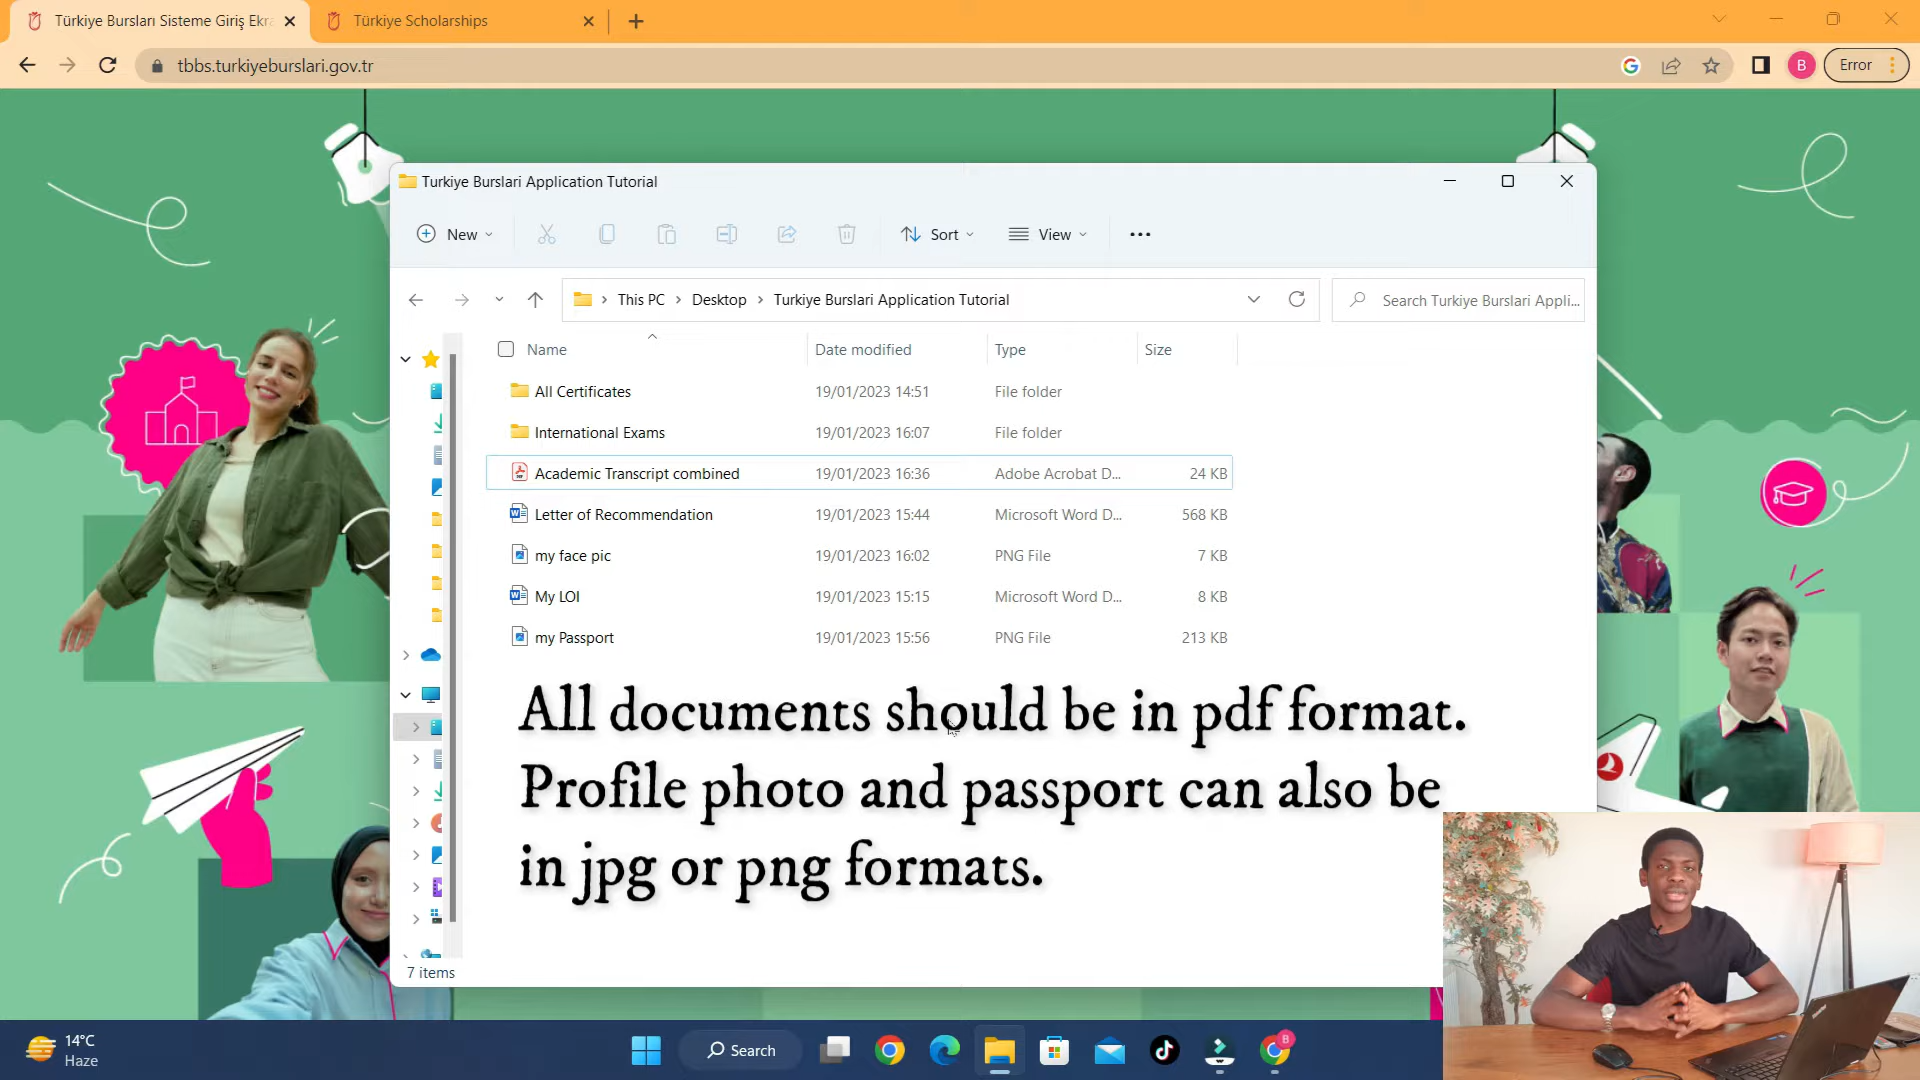 Türkiye Bursları Sisteme Giriş Ekra
Türkiye Scholarships
tbbs.turkiyeburslari.gov.tr
B
Error
Turkiye Burslari Application Tutorial
New
Sort
View
This PC
Desktop
Turkiye Burslari Application Tutorial
Search Turkiye Burslari Appli...
Name
Date modified
Type
Size
All Certificates 19/01/2023 14:51 File folder
International Exams 19/01/2023 16:07 File folder
Academic Transcript combined 19/01/2023 16:36 Adobe Acrobat D... 24 KB
Letter of Recommendation 19/01/2023 15:44 Microsoft Word D... 568 KB
my face pic 19/01/2023 16:02 PNG File 7 KB
My LOI 19/01/2023 15:15 Microsoft Word D... 8 KB
my Passport 19/01/2023 15:56 PNG File 213 KB
All documents should be in pdf format.
Profile photo and passport can also be
in jpg or png formats.
7 items
14°C
Haze
Search
B